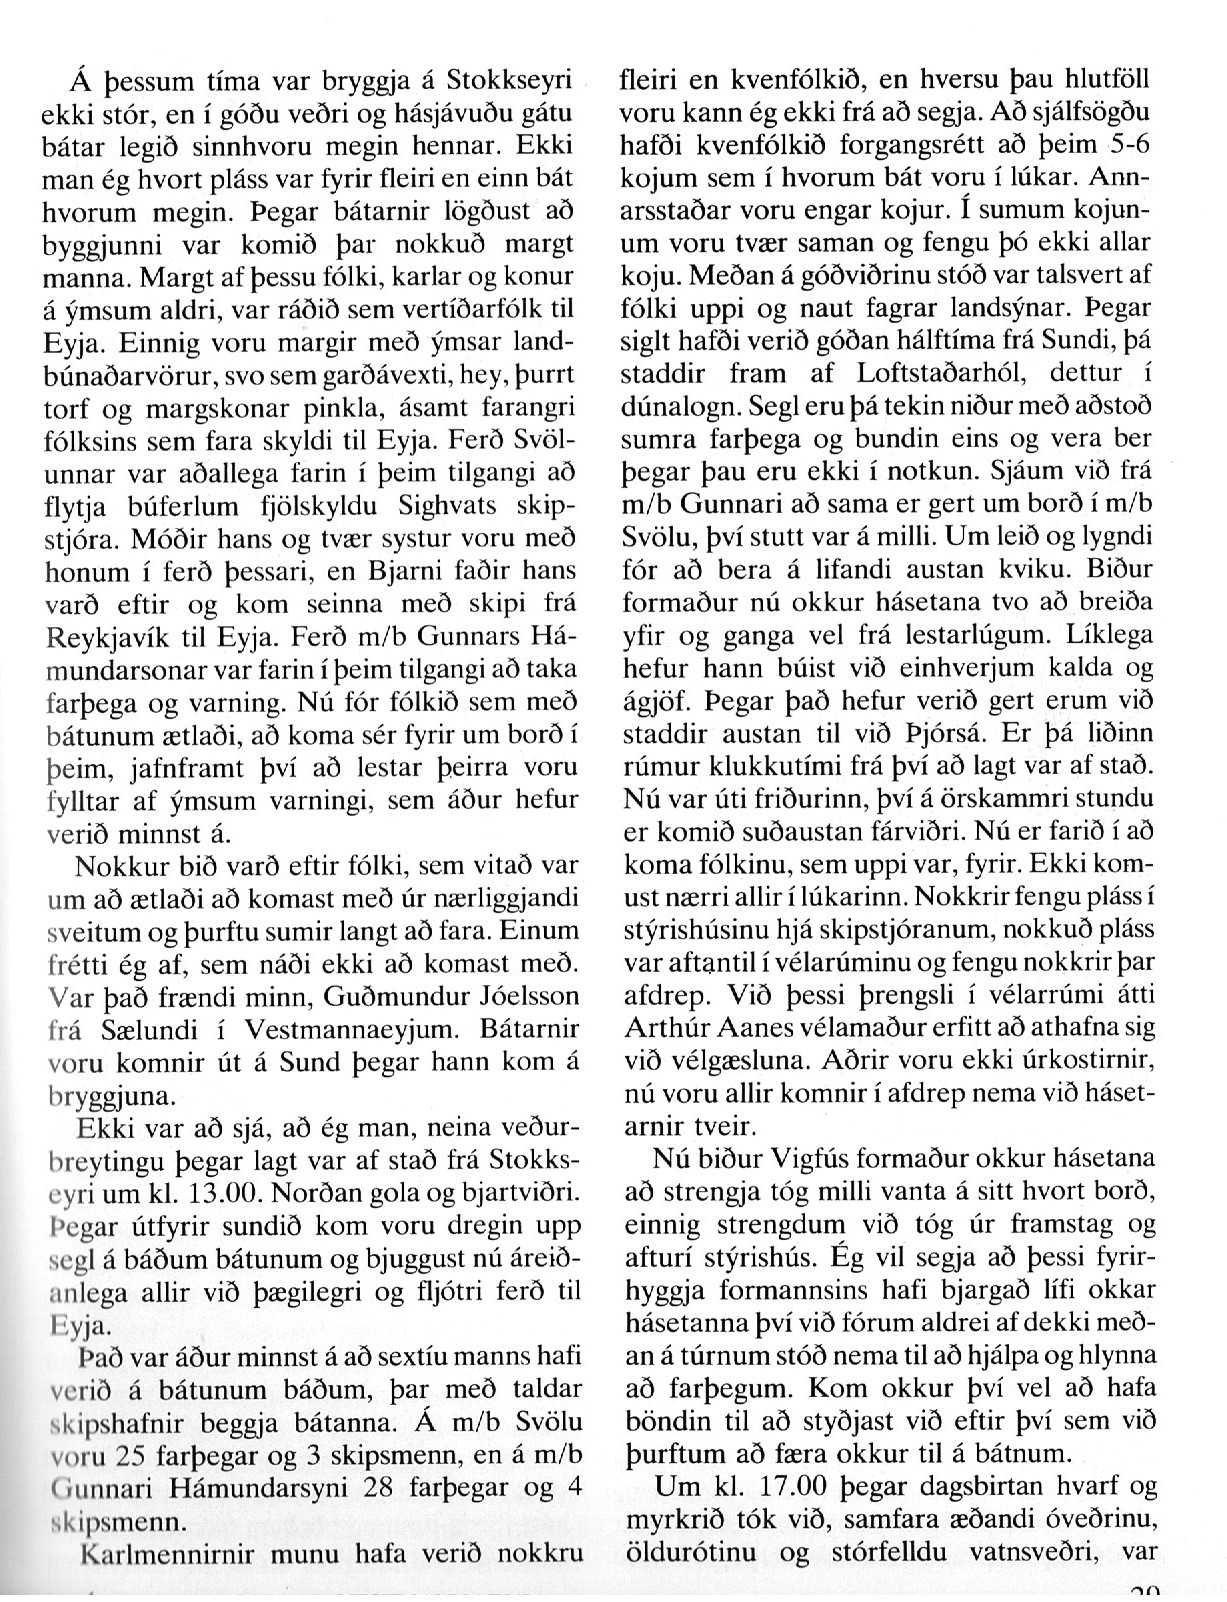 Á þessum tíma var bryggja á Stokkseyri
ekki stór, en í góðu veðri og hásjávuðu gátu
bátar legið sinnhvoru megin hennar. Ekki
man ég hvort pláss var fyrir fleiri en einn bát
hvorum megin. Þegar bátarnir lögðust að
byggjunni var komið þar nokkuð margt
manna. Margt af þessu fólki, karlar og konur
á ýmsum aldri, var ráðið sem vertíðarfólk til
Eyja. Einnig voru margir með ýmsar land-
búnaðarvörur, svo sem garðávexti, hey, þurrt
torf og margskonar pinkla, ásamt farangri
fólksins sem fara skyldi til Eyja. Ferð Svöl-
unnar var aðallega farin í þeim tilgangi að
flytja búferlum fjölskyldu Sighvats skip-
stjóra. Móðir hans og tvær systur voru með
honum í ferð þessari, en Bjarni faðir hans
varð eftir og kom seinna með skipi frá
Reykjavík til Eyja. Ferð m/b Gunnars Há-
mundarsonar var farin í þeim tilgangi að taka
farþega og varning. Nú fór fólkið sem með
bátunum ætlaði, að koma sér fyrir um borð í
þeim, jafnframt því að lestar þeirra voru
fylltar af ýmsum varningi, sem áður hefur
verið minnst á.
Nokkur bið varð eftir fólki, sem vitað var
um að ætlaði að komast með úr nærliggjandi
sveitum og þurftu sumir langt að fara. Einum
frétti ég af, sem náði ekki að komast með.
Var það frændi minn, Guðmundur Jóelsson
frá Sælundi í Vestmannaeyjum. Bátarnir
voru komnir út á Sund þegar hann kom á
bryggjuna.
Ekki var að sjá, að ég man, neina veður-
breytingu þegar lagt var af stað frá Stokks-
eyri um kl. 13.00. Norðan gola og bjartviðri.
Þegar útfyrir sundið kom voru dregin upp
segl á báðum bátunum og bjuggust nú áreið-
anlega allir við þægilegri og fljótri ferð til
Eyja.
Það var áður minnst á að sextíu manns hafi
verið á bátunum báðum, þar með taldar
skipshafnir beggja bátanna. Á m/b Svölu
voru 25 farþegar og 3 skipsmenn, en á m/b
Gunnari Hámundarsyni 28 farþegar og 4
skipsmenn.
Karlmennirnir munu hafa verið nokkru
fleiri en kvenfólkið, en hversu þau hlutföll
voru kann ég ekki frá að segja. Að sjálfsögðu
hafði kvenfólkið forgangsrétt að þeim 5-6
kojum sem í hvorum bát voru í lúkar. Ann-
arsstaðar voru engar kojur. Í sumum kojun-
um voru tvær saman og fengu þó ekki allar
koju. Meðan á góðviðrinu stóð var talsvert af
fólki uppi og naut fagrar landsýnar. Þegar
siglt hafði verið góðan hálftíma frá Sundi, þá
staddir fram af Loftstaðarhól, dettur í
dúnalogn. Segl eru þá tekin niður með aðstoð
sumra farþega og bundin eins og vera ber
þegar þau eru ekki í notkun. Sjáum við frá
m/b Gunnari að sama er gert um borð í m/b
Svölu, því stutt var á milli. Um leið og lygndi
fór að bera á lifandi austan kviku. Biður
formaður nú okkur hásetana tvo að breiða
yfir og ganga vel frá lestarlúgum. Líklega
hefur hann búist við einhverjum kalda og
ágjöf. Þegar það hefur verið gert erum við
staddir austan til við Þjórsá. Er þá liðinn
rúmur klukkutími frá því að lagt var af stað.
Nú var úti friðurinn, því á örskammri stundu
er komið suðaustan fárviðri. Nú er farið í að
koma fólkinu, sem uppi var, fyrir. Ekki kom-
ust nærri allir í lúkarinn. Nokkrir fengu pláss í
stýrishúsinu hjá skipstjóranum, nokkuð pláss
var aftantil í vélarúminu og fengu nokkrir þar
afdrep. Við þessi þrengsli í vélarrúmi átti
Arthúr Aanes vélamaður erfitt að athafna sig
við vélgæsluna. Aðrir voru ekki úrkostirnir,
nú voru allir komnir í afdrep nema við háset-
arnir tveir.
Nú biður Vigfús formaður okkur hásetana
að strengja tóg milli vanta á sitt hvort borð,
einnig strengdum við tóg úr framstag og
afturí stýrishús. Ég vil segja að þessi fyrir-
hyggja formannsins hafi bjargað lífi okkar
hásetanna því við fórum aldrei af dekki með-
an á túrnum stóð nema til að hjálpa og hlynna
að farþegum. Kom okkur því vel að hafa
böndin til að styðjast við eftir því sem við
þurftum að færa okkur til á bátnum.
Um kl. 17.00 þegar dagsbirtan hvarf og
myrkrið tók við, samfara æðandi óveðrinu,
öldurótinu og stórfelldu vatnsveðri, var